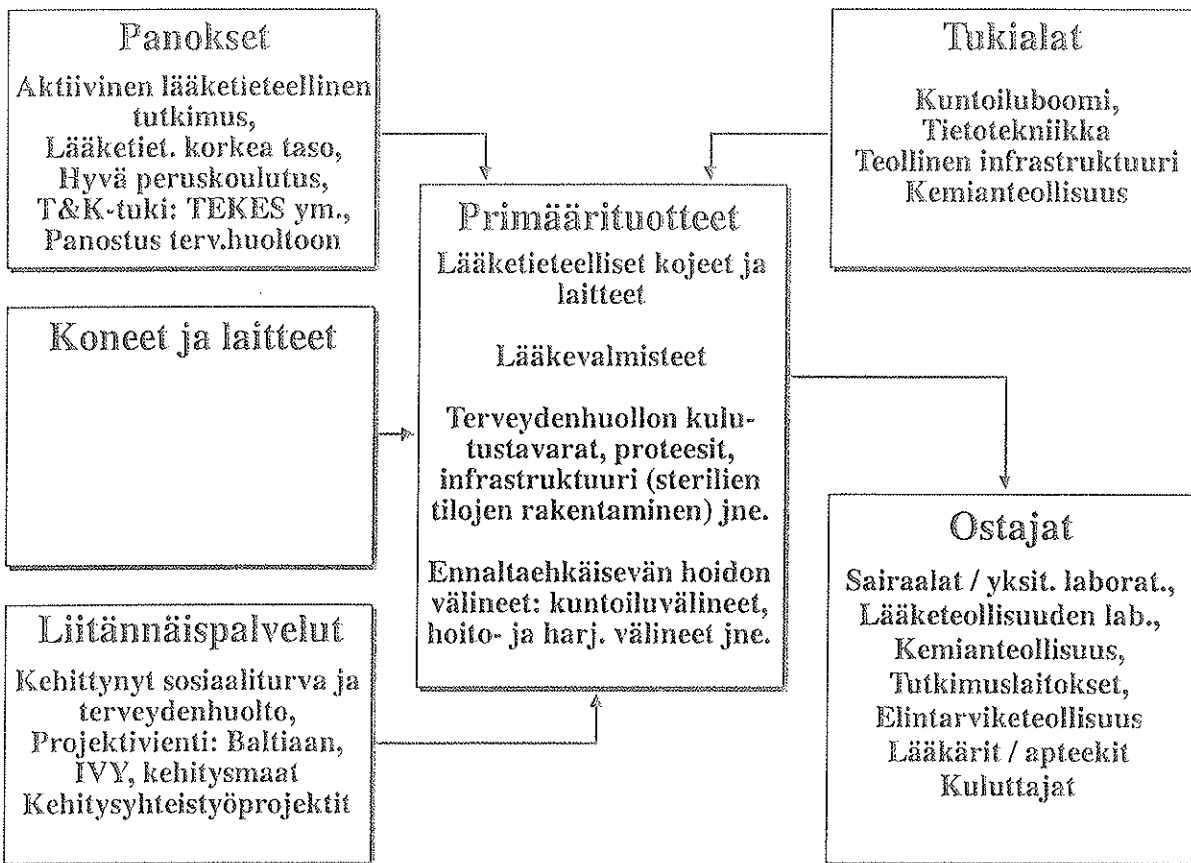 Panokset
Aktiivinen lääketieteellinen
tutkimus,
Lääketiet. korkea taso,
Hyvä peruskoulutus,
T&K-tuki: TEKES ym.,
Panostus terv.huoltoon
Tukialat
Kuntoiluboomi,
Tietotekniikka
Teollinen infrastruktuuri
Kemianteollisuus
Koneet ja laitteet
Primäärituotteet
Lääketieteelliset kojeet ja
laitteet
Lääkevalmisteet
Terveydenhuollon kulu-
tustavarat, proteesit,
infrastruktuuri (sterilien
tilojen rakentaminen) jne.
Ennaltaehkäisevän hoidon
välineet: kuntoiluvälineet,
hoito- ja harj. välineet jne.
Liitännäispalvelut
Kehittynyt sosiaaliturva ja
terveydenhuolto,
Projektivienti: Baltiaan,
IVY, kehitysmaat
Kehitysyhteistyöprojektit
Ostajat
Sairaalat / yksit. laborat.,
Lääketeollisuuden lab.,
Kemianteollisuus,
Tutkimuslaitokset,
Elintarviketeollisuus
Lääkärit / apteekit
Kuluttajat